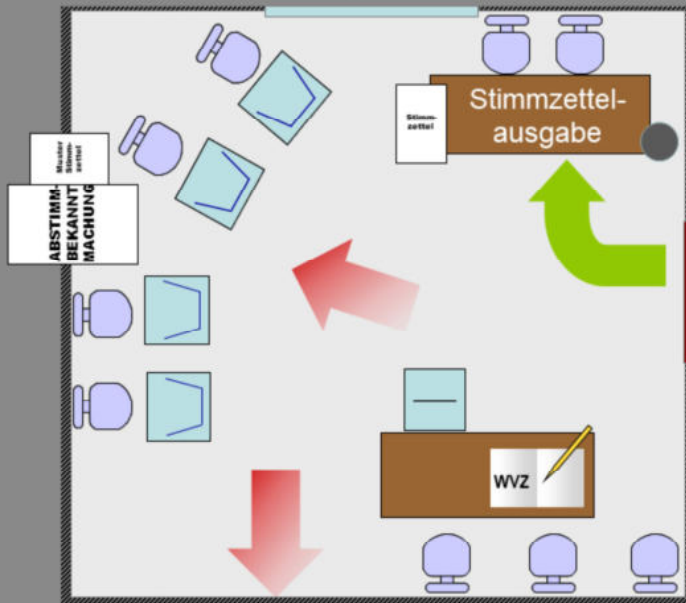 Stimmzettel-
ausgabe
Stimm-
zettel
Muster
Stimm-
zettel
ABSTIMM-
BEKANNT
MACHUNG
WVZ